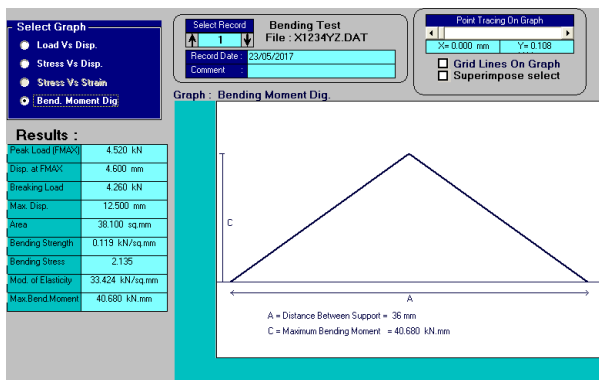 Select Graph
Load Vs Disp.
Stress Vs Disp.
Stress Vs Strain
Bend. Moment Dig
Select Record
1
Bending Test
File : X1234YZ.DAT
Record Date : 23/05/2017
Comment :
Point Tracing On Graph
X= 0.000 mm Y= 0.108
Grid Lines On Graph
Superimpose select
Graph : Bending Moment Dig.
Results :
Peak Load (FMAX) 4.520 kN
Disp. at FMAX 4.600 mm
Breaking Load 4.260 kN
Max. Disp. 12.500 mm
Area 38.100 sq.mm
Bending Strength 0.119 kN/sq.mm
Bending Stress 2.135
Mod. of Elasticity 33.424 kN/sq.mm
Max.Bend.Moment 40.680 kN.mm
C
A
A = Distance Between Support = 36 mm
C = Maximum Bending Moment = 40.680 kN.mm